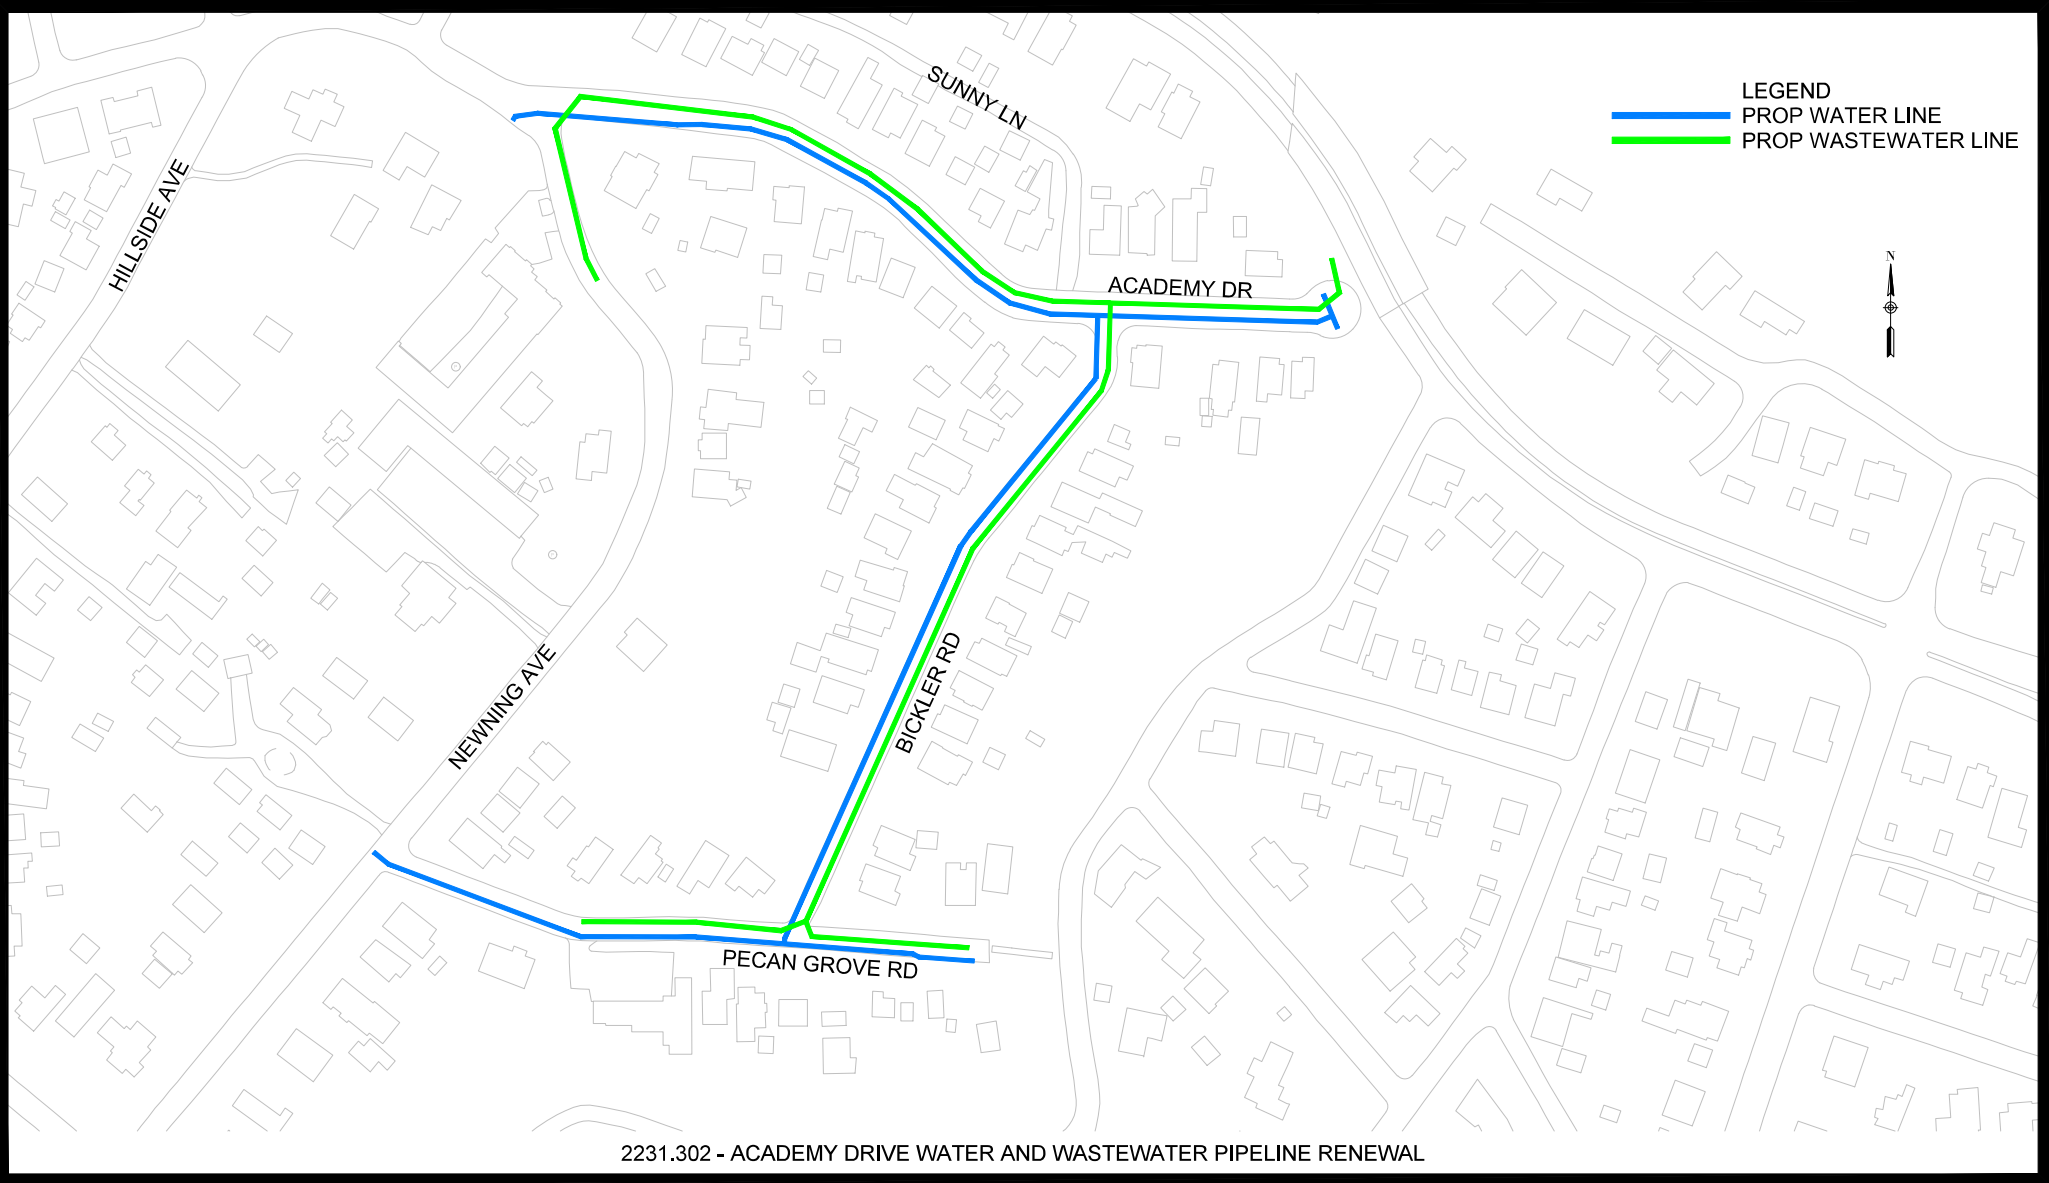 SUNNY LN
LEGEND
PROP WATER LINE
PROP WASTEWATER LINE
HILLSIDE AVE
N
ACADEMY DR
NEWNING AVE
BICKLER RD
PECAN GROVE RD
2231.302 - ACADEMY DRIVE WATER AND WASTEWATER PIPELINE RENEWAL